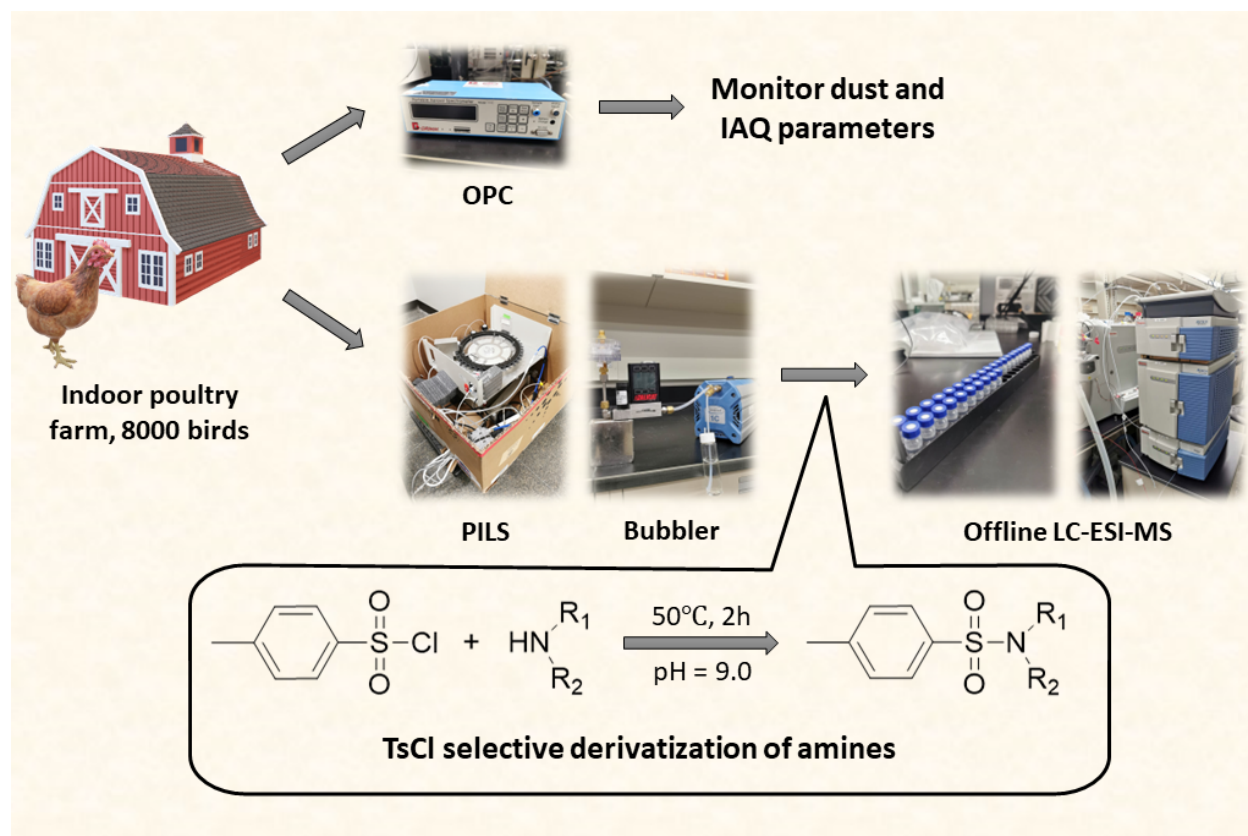 Monitor dust and
IAQ parameters
OPC
Indoor poultry
farm, 8000 birds
PILS
Bubbler
Offline LC-ESI-MS
O
S
Cl
O
+
HN
R₁
R₂
50℃, 2h
pH = 9.0
O
S
N
O
R₁
R₂
TsCl selective derivatization of amines